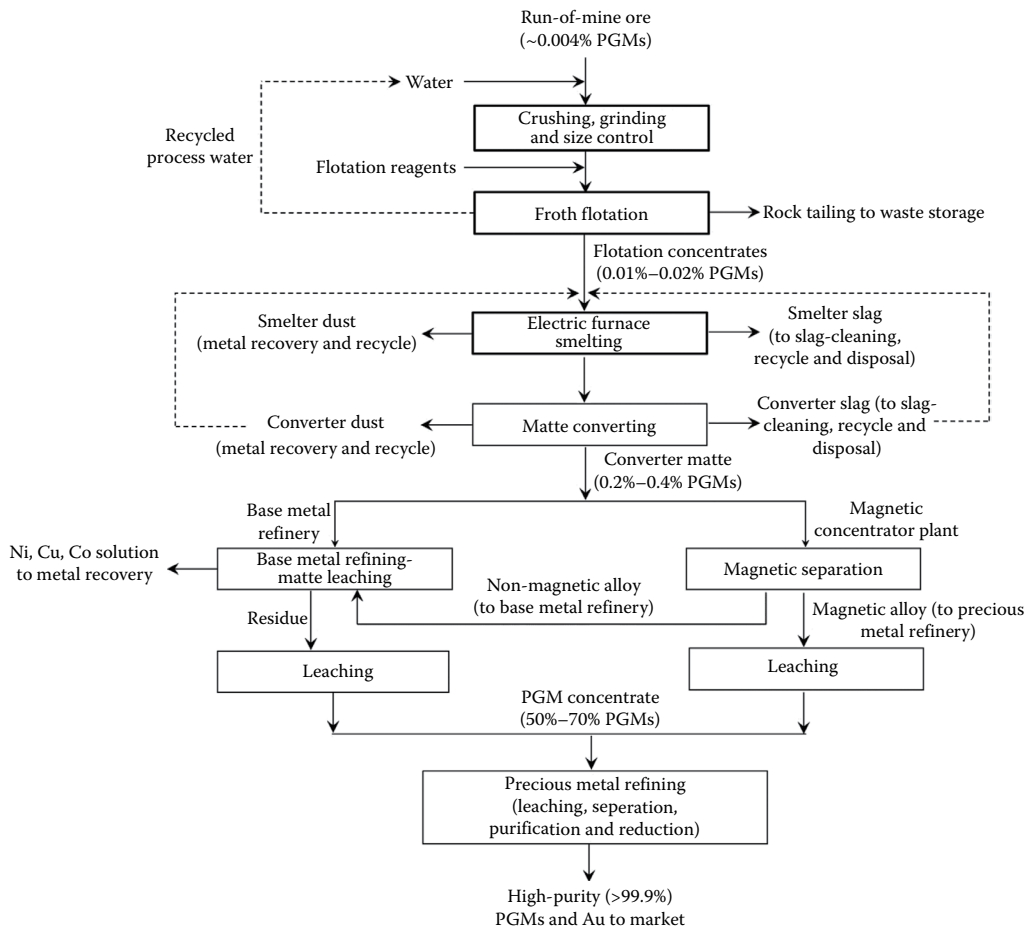 Run-of-mine ore
(~0.004% PGMs)
Water
Crushing, grinding
and size control
Recycled
process water
Flotation reagents
Froth flotation
Rock tailing to waste storage
Flotation concentrates
(0.01%–0.02% PGMs)
Smelter dust
(metal recovery and recycle)
Electric furnace
smelting
Smelter slag
(to slag-cleaning,
recycle and disposal)
Converter dust
(metal recovery and recycle)
Matte converting
Converter slag (to slag-
cleaning, recycle and
disposal)
Converter matte
(0.2%–0.4% PGMs)
Base metal
refinery
Magnetic
concentrator plant
Ni, Cu, Co solution
to metal recovery
Base metal refining-
matte leaching
Non-magnetic alloy
(to base metal refinery)
Magnetic separation
Residue
Magnetic alloy (to precious
metal refinery)
Leaching
Leaching
PGM concentrate
(50%–70% PGMs)
Precious metal refining
(leaching, seperation,
purification and reduction)
High-purity (>99.9%)
PGMs and Au to market